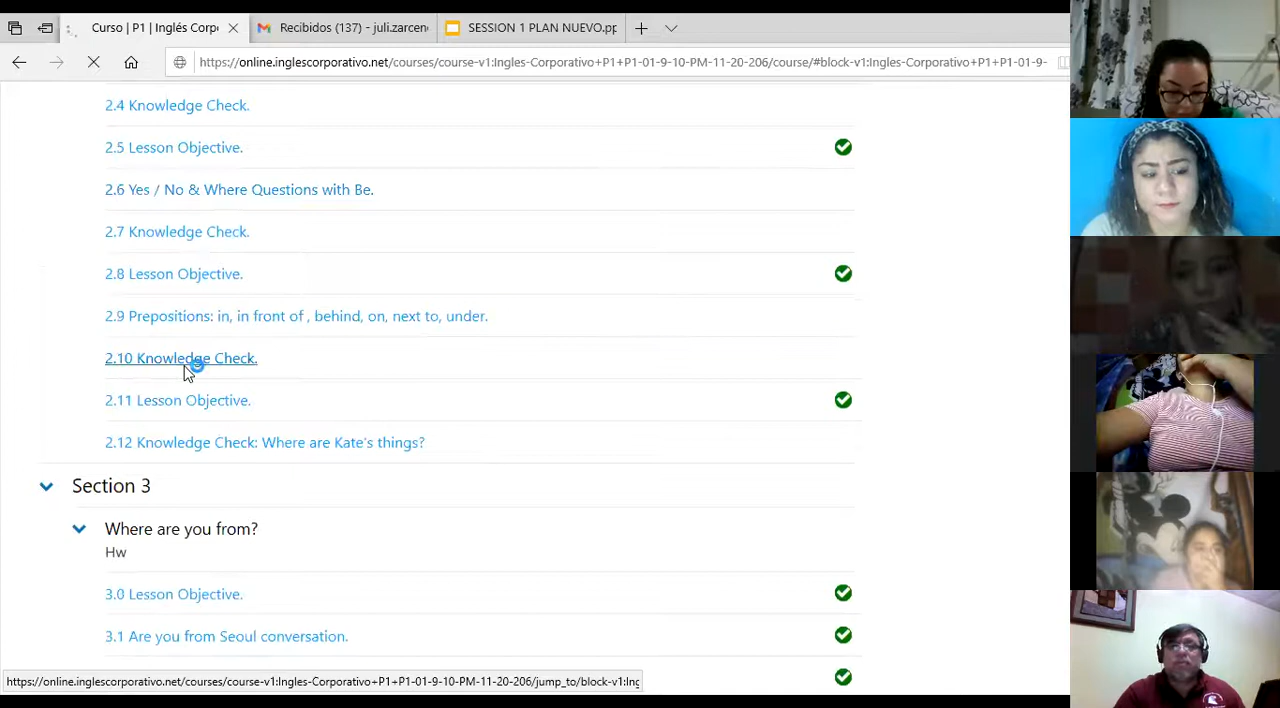 Curso | P1 | Inglés Corp
Recibidos (137) - juli.zarcen
SESSION 1 PLAN NUEVO.pp
https://online.inglescorporativo.net/courses/course-v1:Ingles-Corporativo+P1+P1-01-9-10-PM-11-20-206/course/#block-v1:Ingles-Corporativo+P1+P1-01-9-
2.4 Knowledge Check.
2.5 Lesson Objective.
2.6 Yes / No & Where Questions with Be.
2.7 Knowledge Check.
2.8 Lesson Objective.
2.9 Prepositions: in, in front of , behind, on, next to, under.
2.10 Knowledge Check.
2.11 Lesson Objective.
2.12 Knowledge Check: Where are Kate's things?
Section 3
Where are you from?
Hw
3.0 Lesson Objective.
3.1 Are you from Seoul conversation.
https://online.inglescorporativo.net/courses/course-v1:Ingles-Corporativo+P1+P1-01-9-10-PM-11-20-206/jump_to/block-v1:Ing